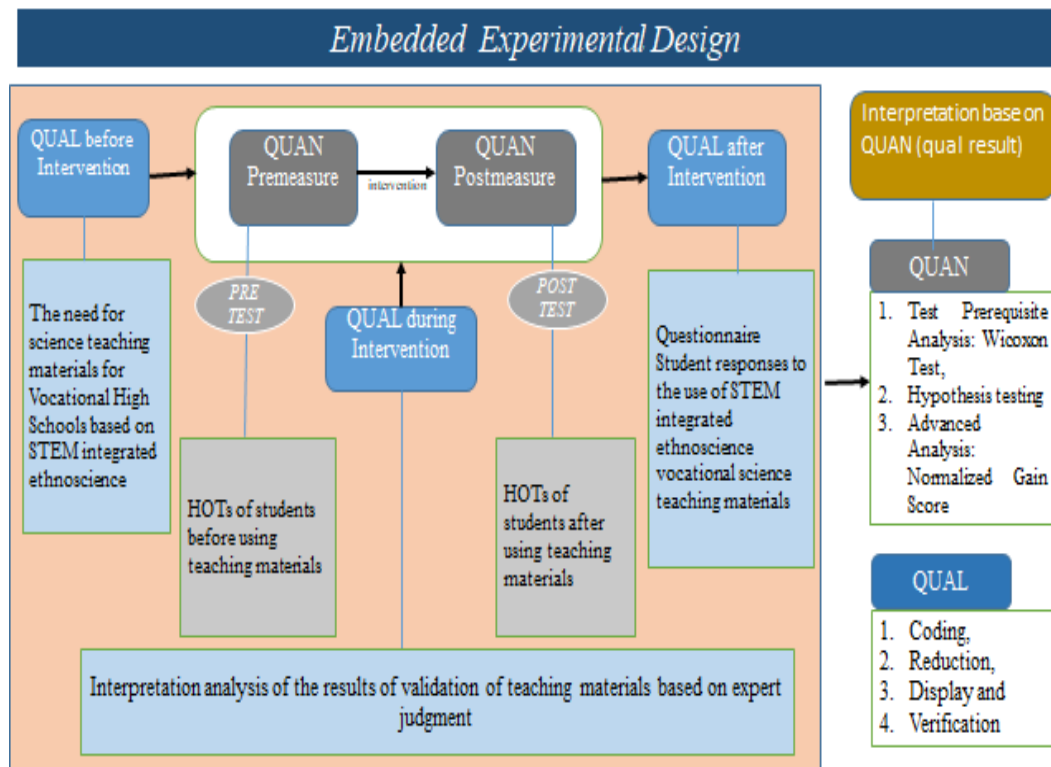 Embedded Experimental Design
QUAL before
Intervention
QUAN
Premeasure
intervention
QUAN
Postmeasure
QUAL after
Intervention
Interpretation base on
QUAN (qual result)
The need for
science teaching
materials for
Vocational High
Schools based on
STEM integrated
ethnoscience
PRE
TEST
QUAL during
Intervention
POST
TEST
Questionnaire
Student responses to
the use of STEM
integrated
ethnoscience
vocational science
teaching materials
HOTs of students
before using
teaching materials
HOTs of
students after
using teaching
materials
Interpretation analysis of the results of validation of teaching materials based on expert
judgment
QUAN
1. Test Prerequisite
Analysis: Wicoxon
Test,
2. Hypothesis testing
3. Advanced
Analysis:
Normalized Gain
Score
QUAL
1. Coding,
2. Reduction,
3. Display and
4. Verification